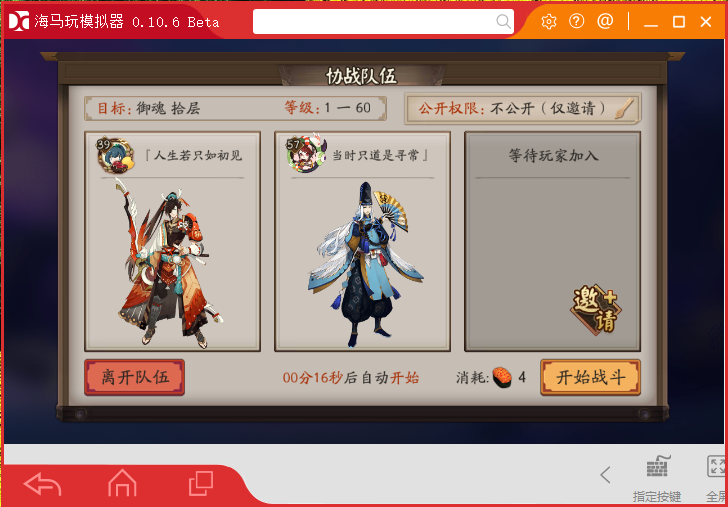 海马玩模拟器 0.10.6 Beta
协战队伍
目标: 御魂 拾层
等级: 1 一 60
公开权限: 不公开（仅邀请）
39
「人生若只如初见
57
当时只道是寻常」
等待玩家加入
邀+请
离开队伍
00分16秒后自动开始
消耗: 4
开始战斗
指定按键
全屏